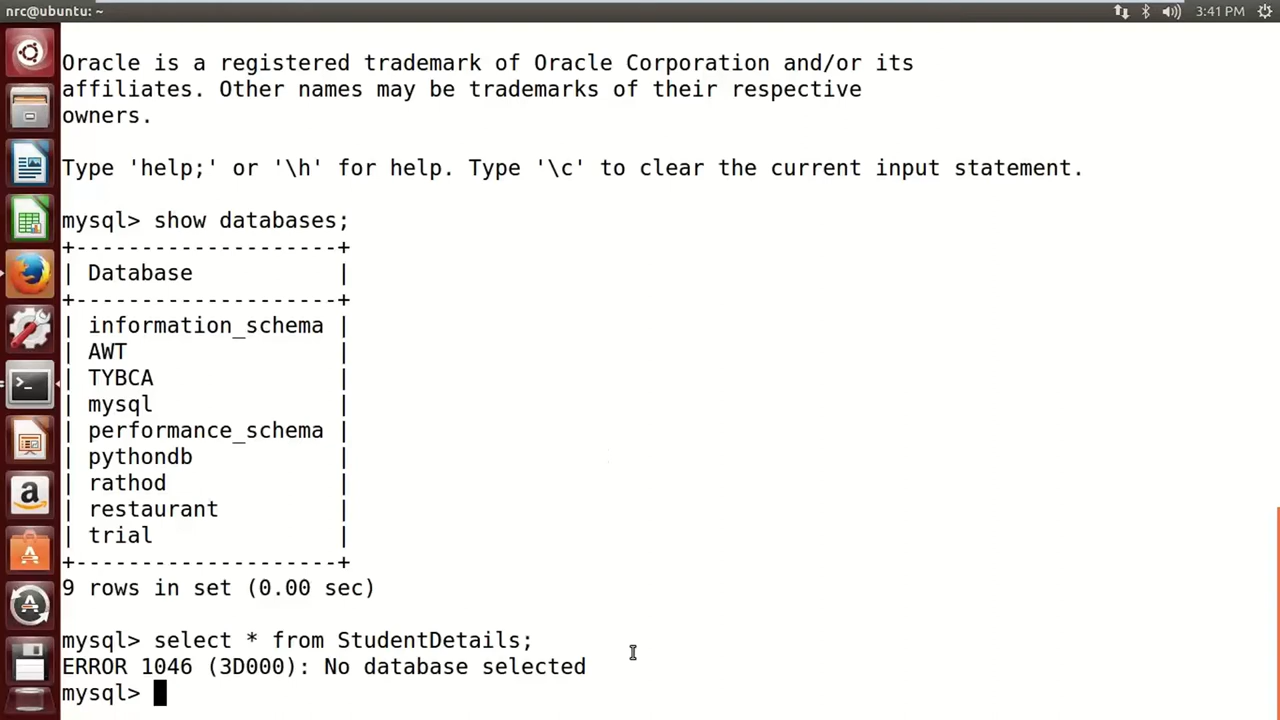 nrc@ubuntu: ~
3:41 PM
Oracle is a registered trademark of Oracle Corporation and/or its
affiliates. Other names may be trademarks of their respective
owners.
Type 'help;' or '\h' for help. Type '\c' to clear the current input statement.
mysql> show databases;
+--------------------+
| Database           |
+--------------------+
| information_schema |
| AWT                |
| TYBCA              |
| mysql              |
| performance_schema |
| pythondb           |
| rathod             |
| restaurant         |
| trial              |
+--------------------+
9 rows in set (0.00 sec)
mysql> select * from StudentDetails;
ERROR 1046 (3D000): No database selected
mysql>